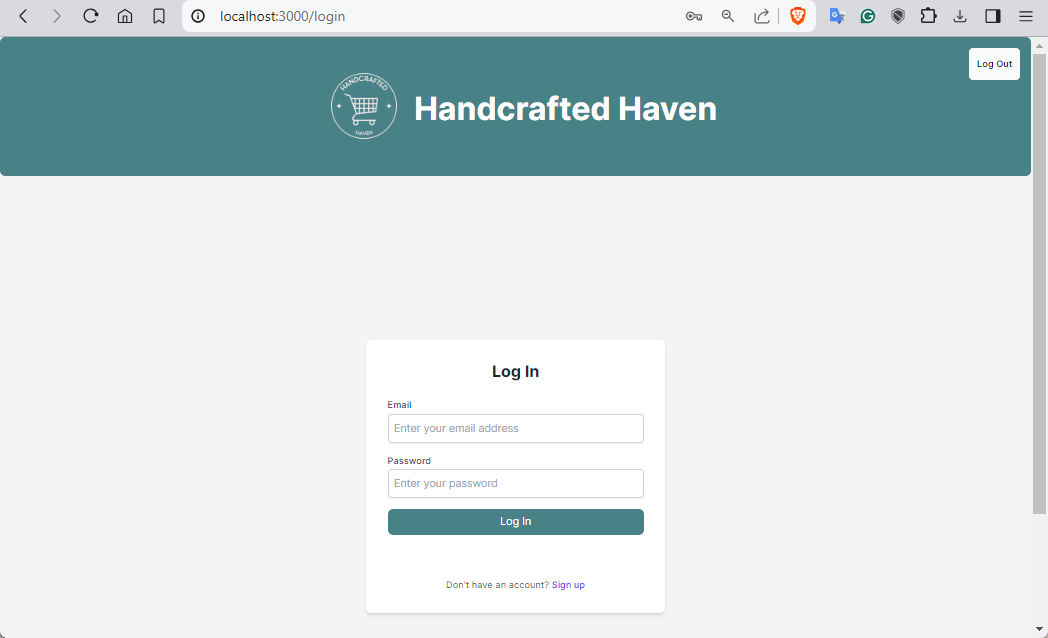 localhost:3000/login
Log Out
HANDCRAFTED
HAVEN
Handcrafted Haven
Log In
Email
Enter your email address
Password
Enter your password
Log In
Don't have an account? Sign up